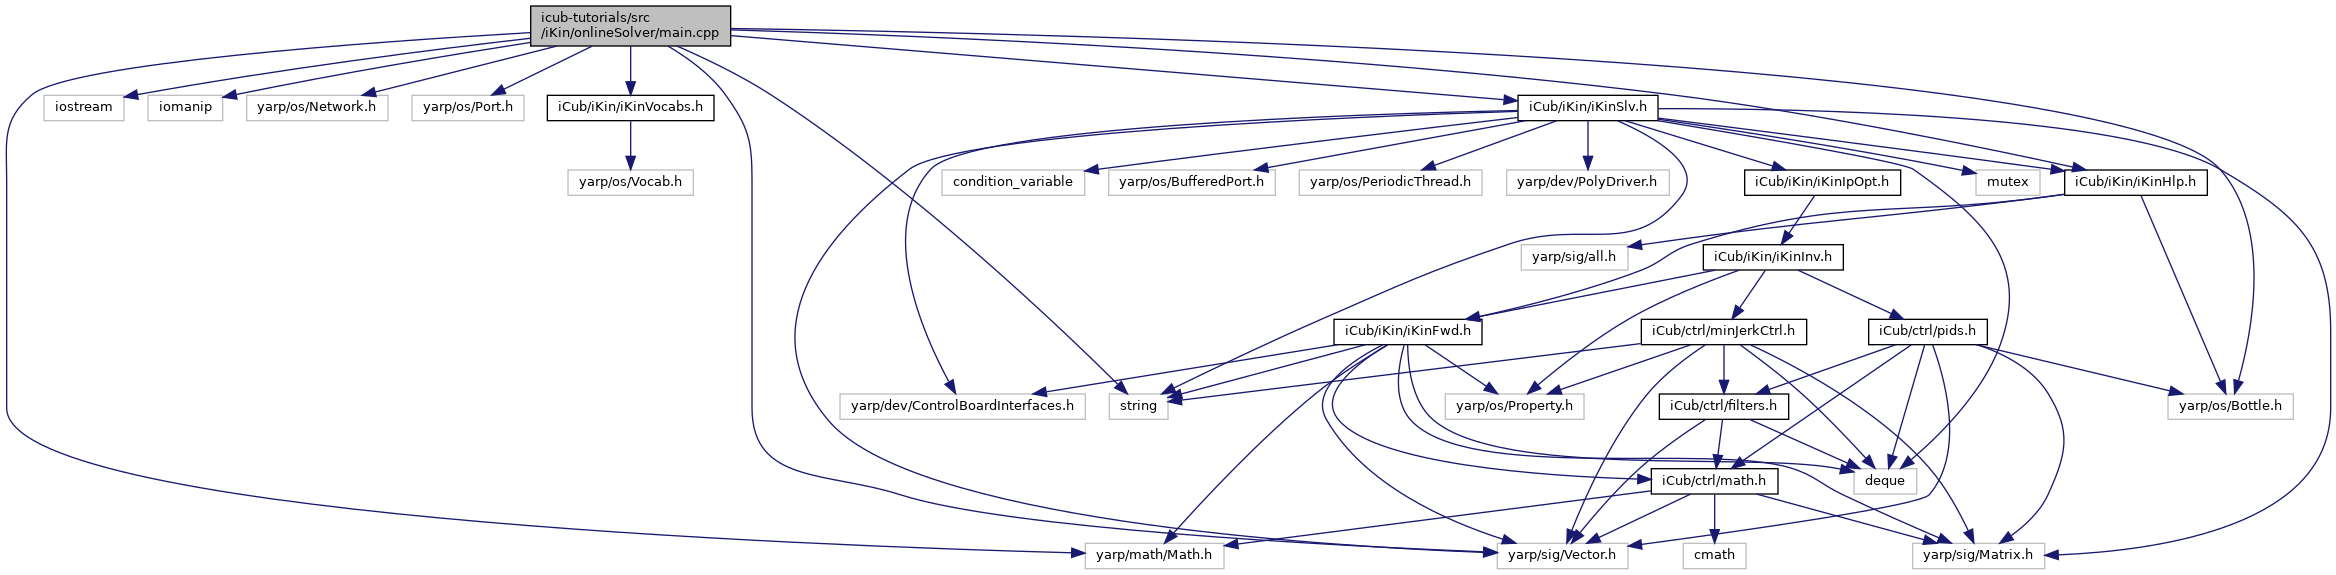 icub-tutorials/src
/iKin/onlineSolver/main.cpp
iostream
iomanip
yarp/os/Network.h
yarp/os/Port.h
iCub/iKin/iKinVocabs.h
iCub/iKin/iKinSlv.h
yarp/os/Vocab.h
condition_variable
yarp/os/BufferedPort.h
yarp/os/PeriodicThread.h
yarp/dev/PolyDriver.h
iCub/iKin/iKinIpOpt.h
mutex
iCub/iKin/iKinHlp.h
yarp/sig/all.h
iCub/iKin/iKinInv.h
iCub/iKin/iKinFwd.h
iCub/ctrl/minJerkCtrl.h
iCub/ctrl/pids.h
yarp/dev/ControlBoardInterfaces.h
string
yarp/os/Property.h
iCub/ctrl/filters.h
yarp/os/Bottle.h
iCub/ctrl/math.h
deque
yarp/math/Math.h
yarp/sig/Vector.h
cmath
yarp/sig/Matrix.h